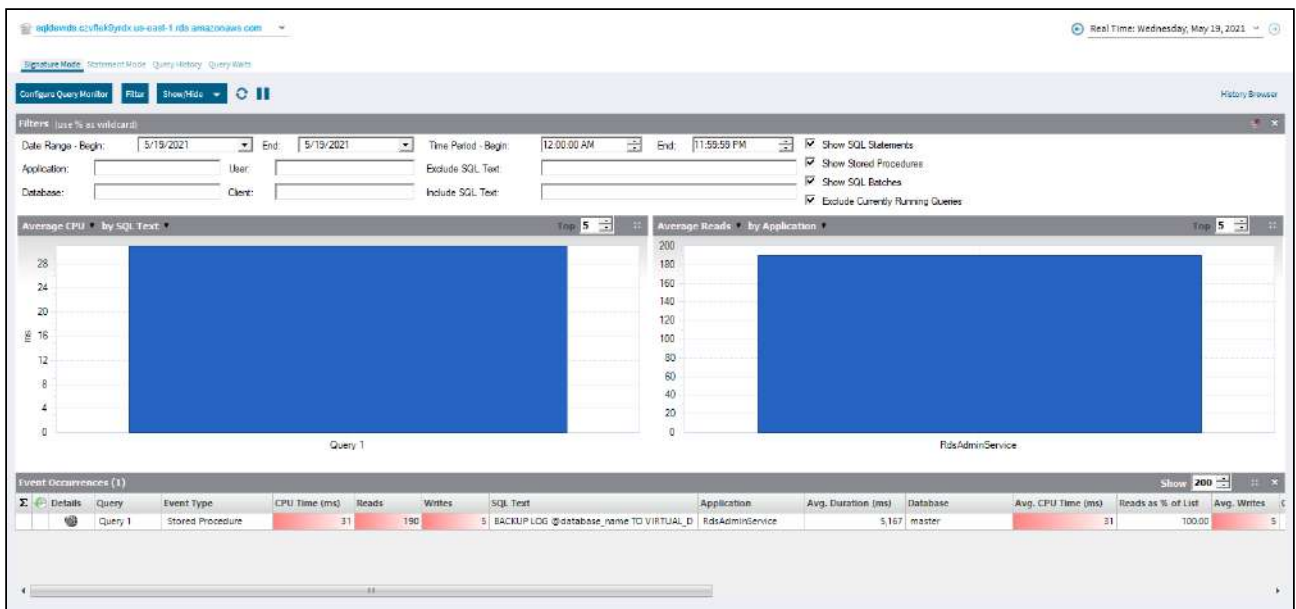 Real Time: Wednesday, May 19, 2021
Signature Mode Statement Mode Query History Query Waits
Configure Query Monitor Filter Show/Hide History Browser
Filters (use % as wildcard)
Date Range - Begin: 5/19/2021 End: 5/19/2021 Time Period - Begin: 12:00:00 AM End: 11:59:59 PM Show SQL Statements
Application: User: Exclude SQL Text: Show Stored Procedures
Database: Client: Include SQL Text: Show SQL Batches
Exclude Currently Running Queries
Average CPU by SQL Text Top 5
28
24
20
16
12
8
4
0
ms
Query 1
Average Reads by Application Top 5
200
180
160
140
120
100
80
60
40
20
0
RdsAdminService
Event Occurrences (1) Show 200
Σ Details Query Event Type CPU Time (ms) Reads Writes SQL Text Application Avg. Duration (ms) Database Avg. CPU Time (ms) Reads as % of List Avg. Writes
Query 1 Stored Procedure 31 190 5 BACKUP LOG @database_name TO VIRTUAL_D RdsAdminService 5,167 master 31 100.00 5